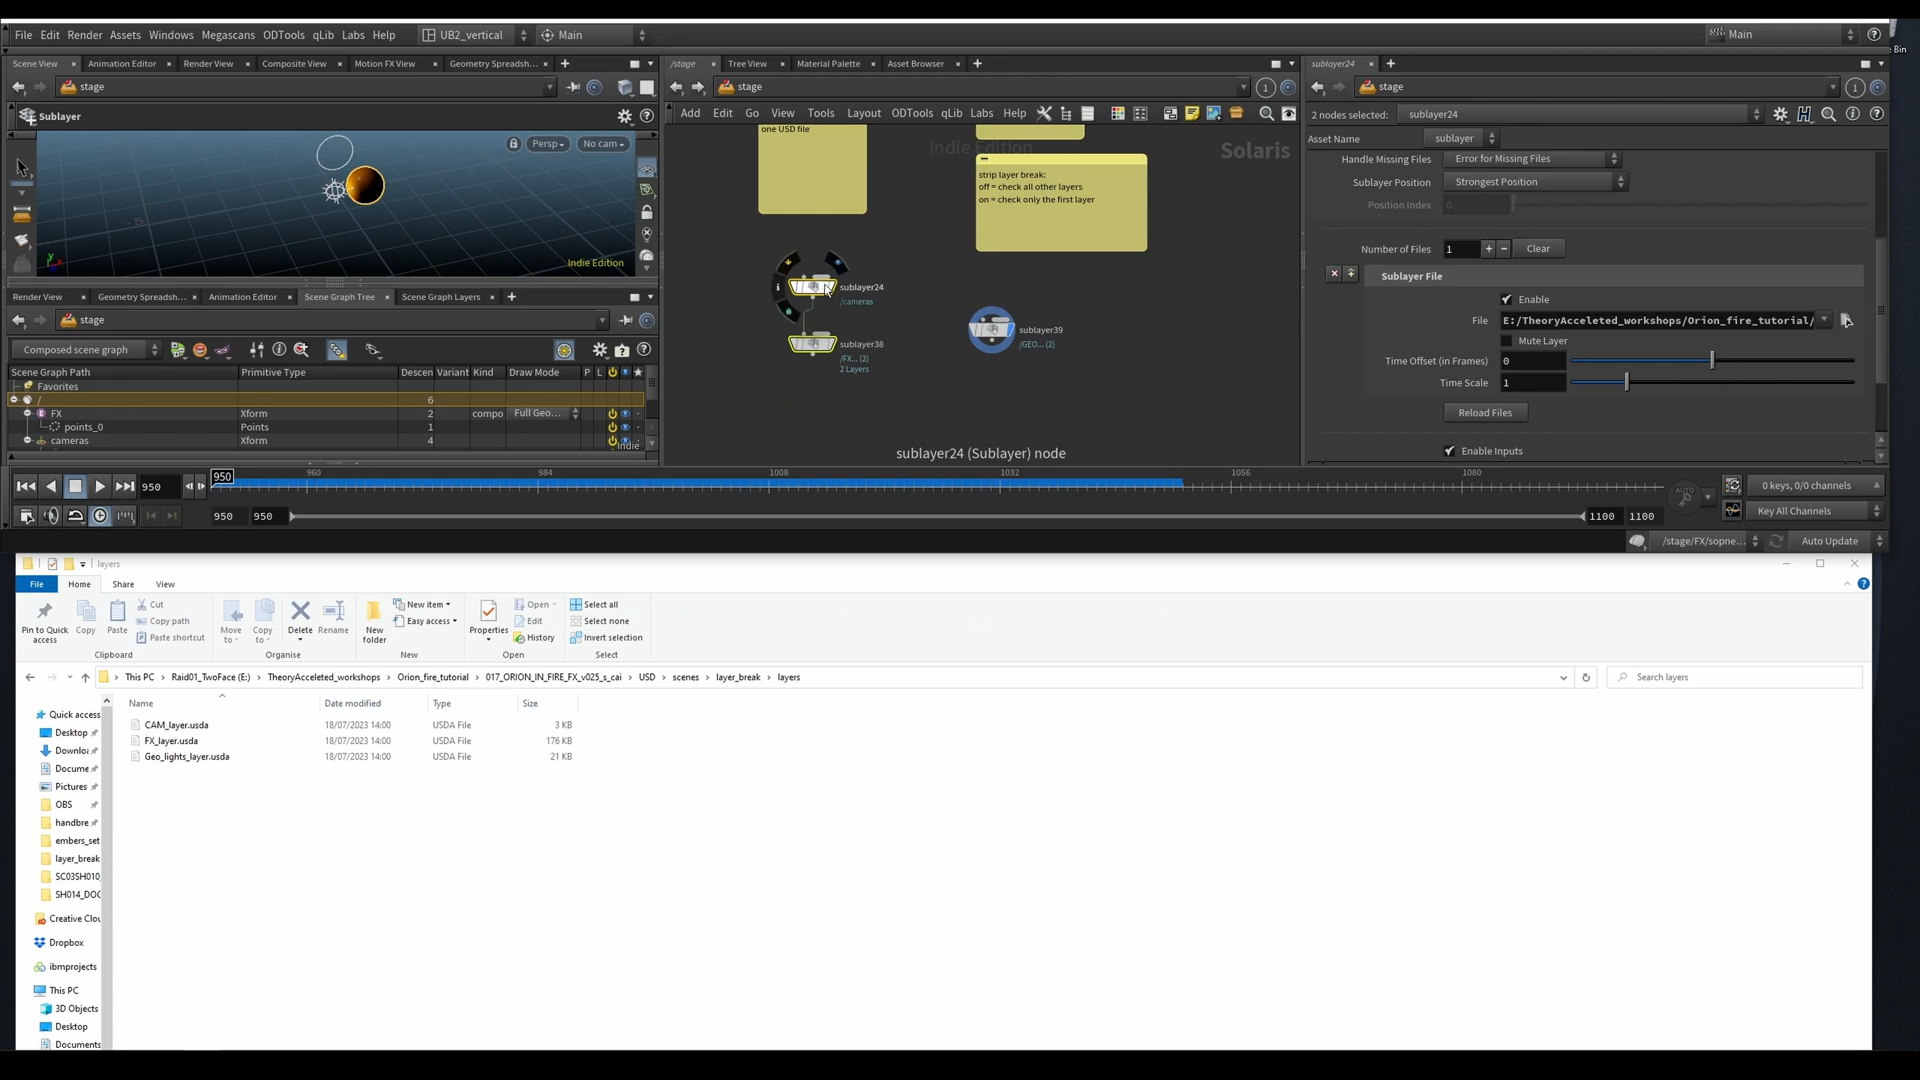 File Edit Render Assets Windows Megascans ODTools qLib Labs Help UB2_vertical Main Main
Bin
Scene View Animation Editor Render View Composite View Motion FX View Geometry Spreadsh...
stage
Sublayer
Persp No cam
Indie Edition
Render View Geometry Spreadsh... Animation Editor Scene Graph Tree Scene Graph Layers
stage
Composed scene graph
Scene Graph Path Primitive Type Descen Variant Kind Draw Mode P L
Favorites
/ 6
FX Xform 2 compo Full Geo...
points_0 Points 1
cameras Xform 4
Indie
/stage Tree View Material Palette Asset Browser
stage 1
Add Edit Go View Tools Layout ODTools qLib Labs Help
one USD file
Indie Edition
Solaris
strip layer break:
off = check all other layers
on = check only the first layer
sublayer24
/cameras
sublayer38
/FX... (2)
2 Layers
sublayer39
/GEO... (2)
sublayer24 (Sublayer) node
sublayer24
stage 1
2 nodes selected: sublayer24
Asset Name sublayer
Handle Missing Files Error for Missing Files
Sublayer Position Strongest Position
Position Index 0
Number of Files 1 Clear
Sublayer File
Enable
File E:/TheoryAcceleted_workshops/Orion_fire_tutorial/
Mute Layer
Time Offset (in Frames) 0
Time Scale 1
Reload Files
Enable Inputs
950 950 960 984 1008 1032 1056 1080 AUTO 0 keys, 0/0 channels
950 950 1100 1100 Key All Channels
/stage/FX/sopne... Auto Update
layers
File Home Share View
Pin to Quick access
Copy
Paste
Cut
Copy path
Paste shortcut
Move to
Copy to
Delete
Rename
New folder
New item
Easy access
Properties
Open
Edit
History
Select all
Select none
Invert selection
Clipboard Organise New Open Select
This PC Raid01_TwoFace (E:) TheoryAcceleted_workshops Orion_fire_tutorial 017_ORION_IN_FIRE_FX_v025_s_cai USD scenes layer_break layers Search layers
Name Date modified Type Size
CAM_layer.usda 18/07/2023 14:00 USDA File 3 KB
FX_layer.usda 18/07/2023 14:00 USDA File 176 KB
Geo_lights_layer.usda 18/07/2023 14:00 USDA File 21 KB
Quick access
Desktop
Downloa
Docume
Pictures
OBS
handbre
embers_set
layer_break
SC03SH010_
SH014_DOC
Creative Clou
Dropbox
ibmprojects
This PC
3D Objects
Desktop
Documents